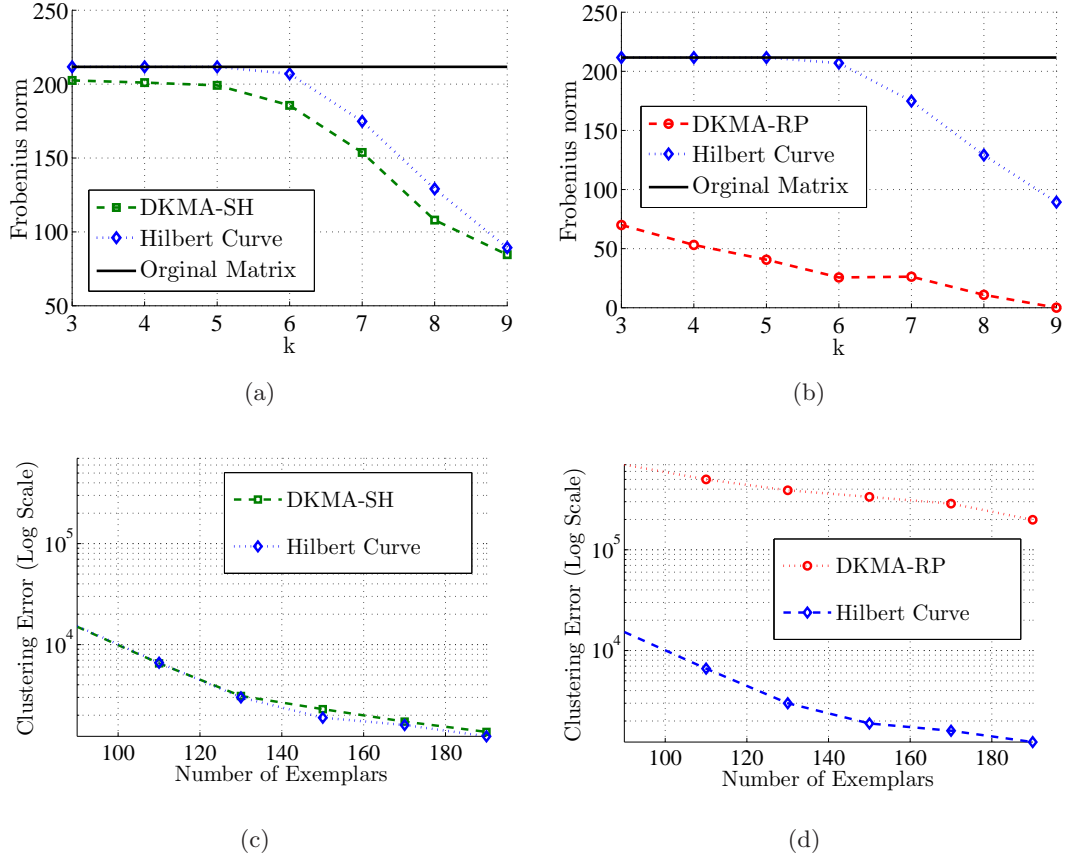 250
200
150
100
50
Frobenius norm
DKMA-SH
Hilbert Curve
Orginal Matrix
3 4 5 6 7 8 9
k
(a)
250
200
150
100
50
0
Frobenius norm
DKMA-RP
Hilbert Curve
Orginal Matrix
3 4 5 6 7 8 9
k
(b)
Clustering Error (Log Scale)
10^5
10^4
DKMA-SH
Hilbert Curve
100 120 140 160 180
Number of Exemplars
(c)
Clustering Error (Log Scale)
10^5
10^4
DKMA-RP
Hilbert Curve
100 120 140 160 180
Number of Exemplars
(d)